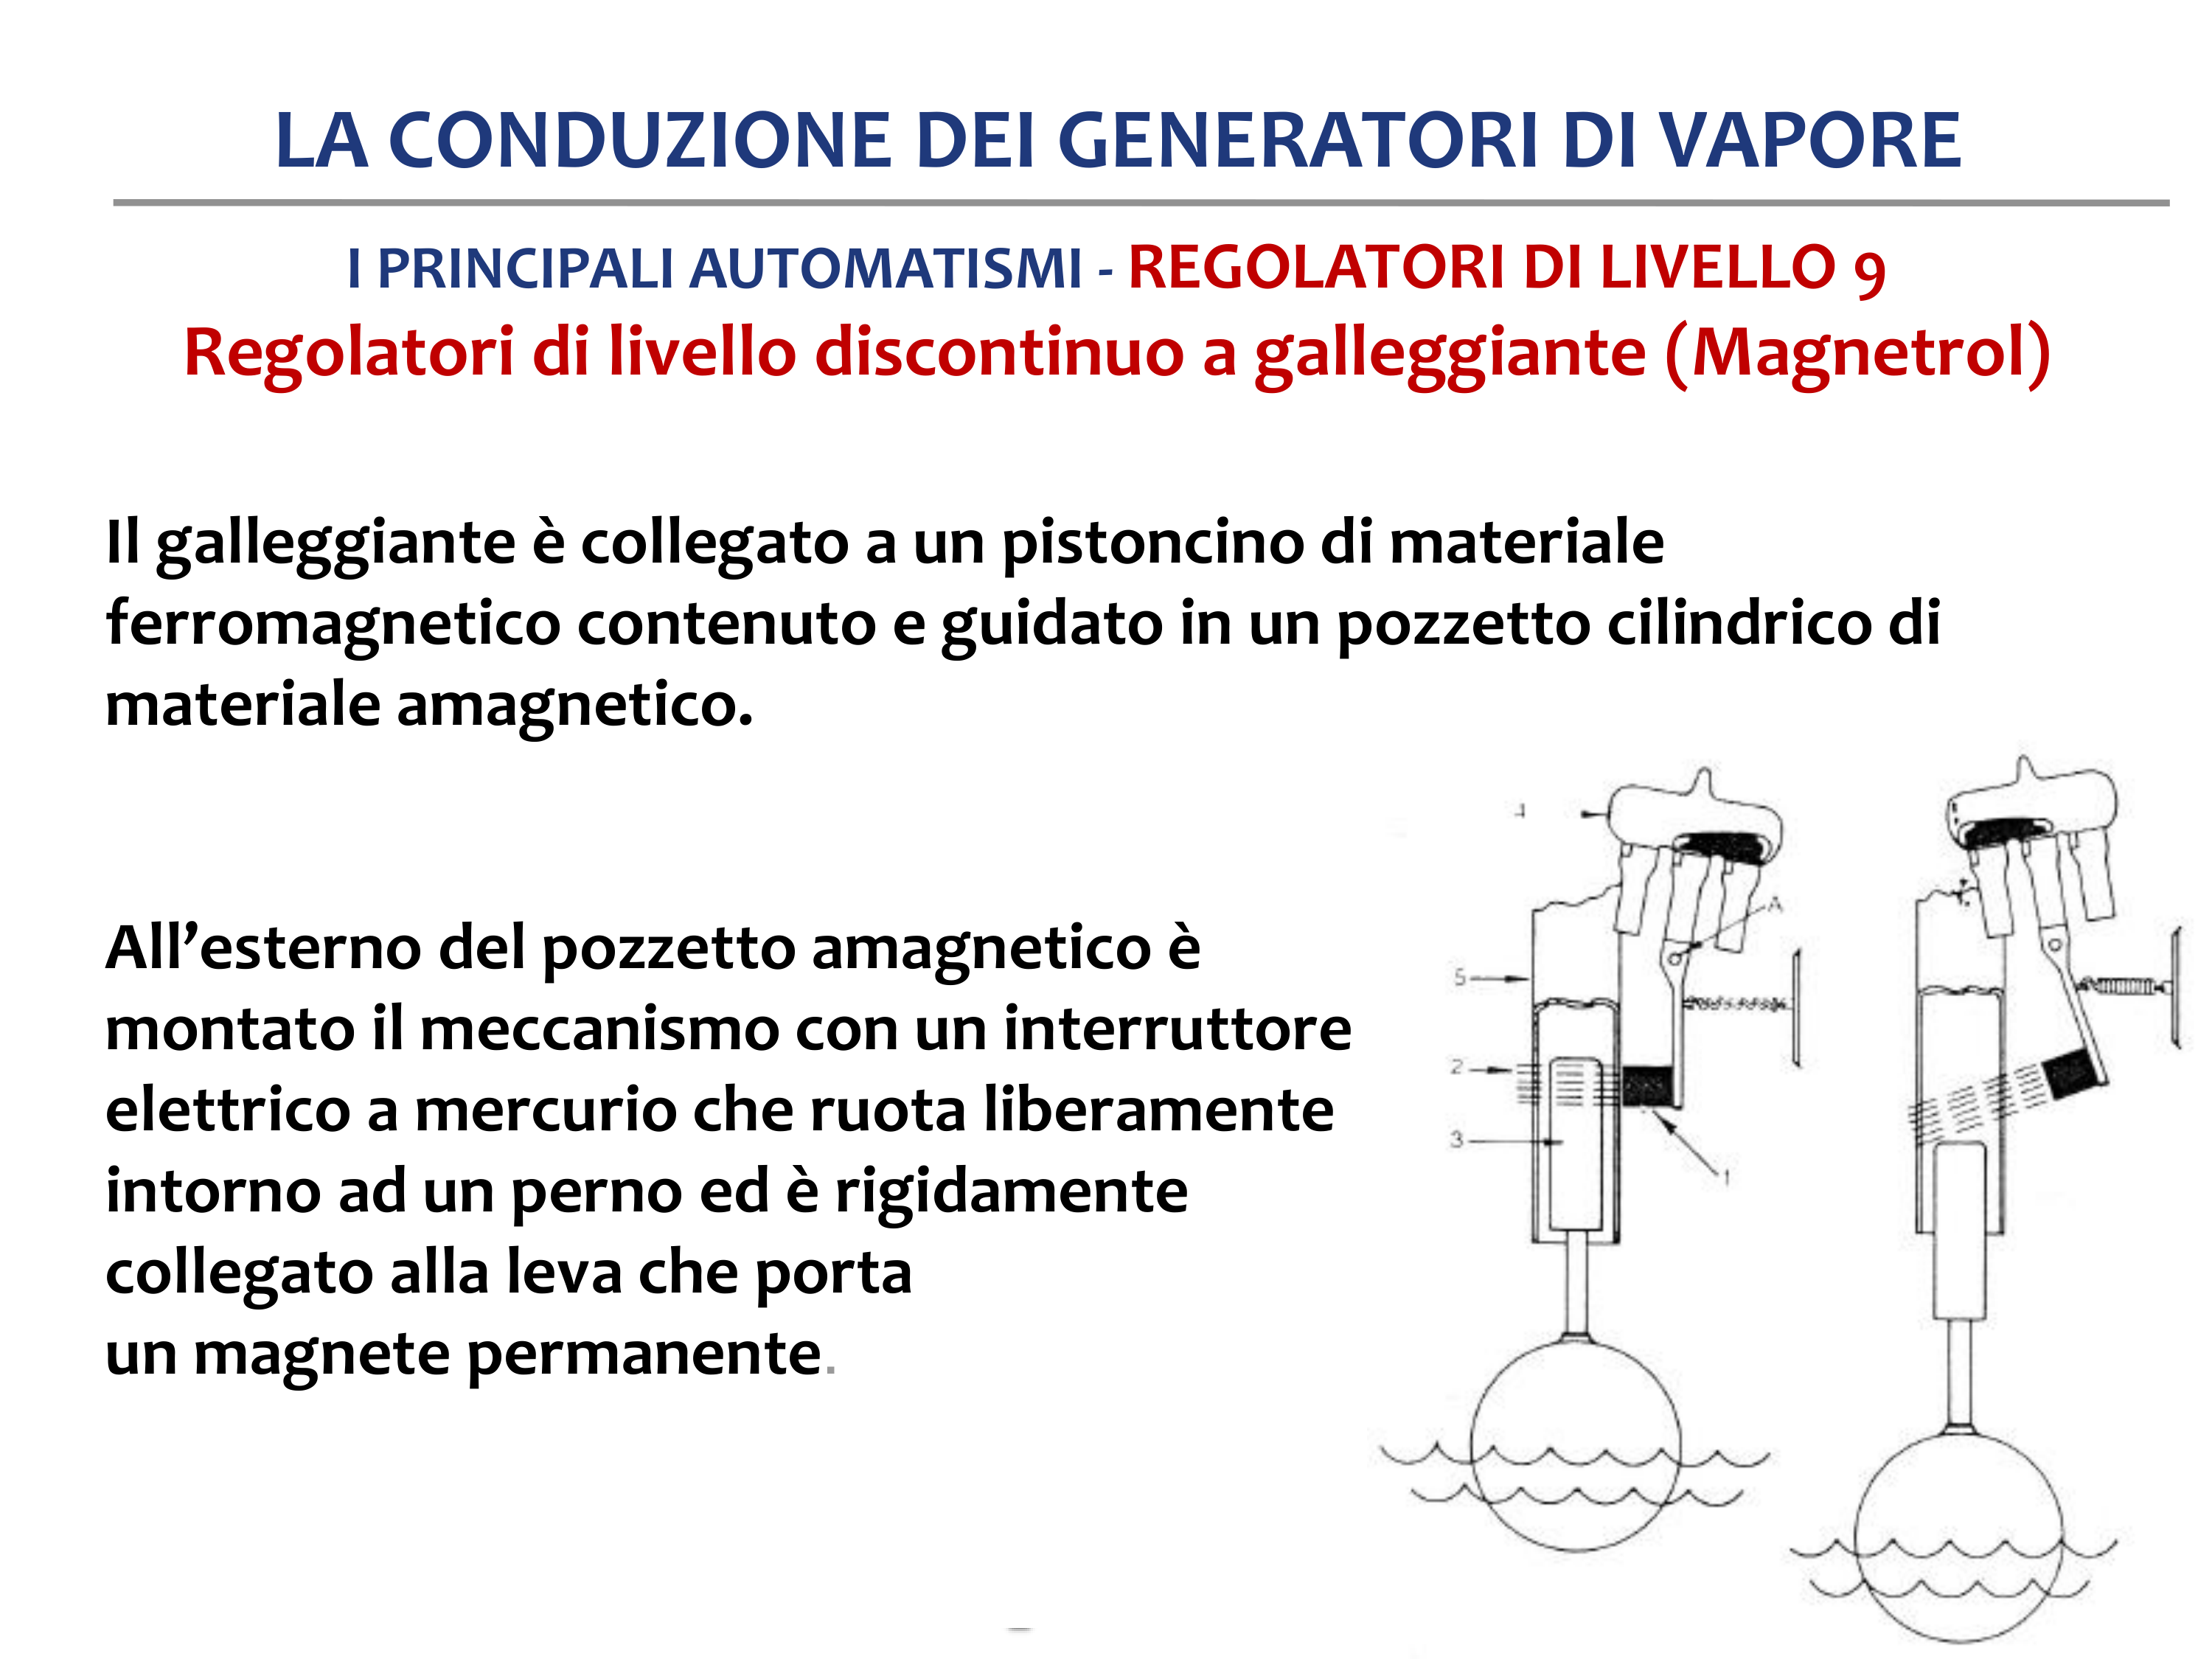 LA CONDUZIONE DEI GENERATORI DI VAPORE
I PRINCIPALI AUTOMATISMI - REGOLATORI DI LIVELLO 9
Regolatori di livello discontinuo a galleggiante (Magnetrol)
Il galleggiante è collegato a un pistoncino di materiale
ferromagnetico contenuto e guidato in un pozzetto cilindrico di
materiale amagnetico.
All’esterno del pozzetto amagnetico è
montato il meccanismo con un interruttore
elettrico a mercurio che ruota liberamente
intorno ad un perno ed è rigidamente
collegato alla leva che porta
un magnete permanente.
4
A
5
2
3
1